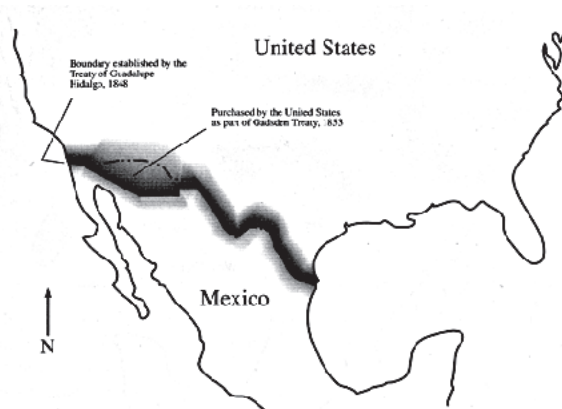 United States
Boundary established by the
Treaty of Guadalupe
Hidalgo, 1848
Purchased by the United States
as part of Gadsden Treaty, 1853
Mexico
N